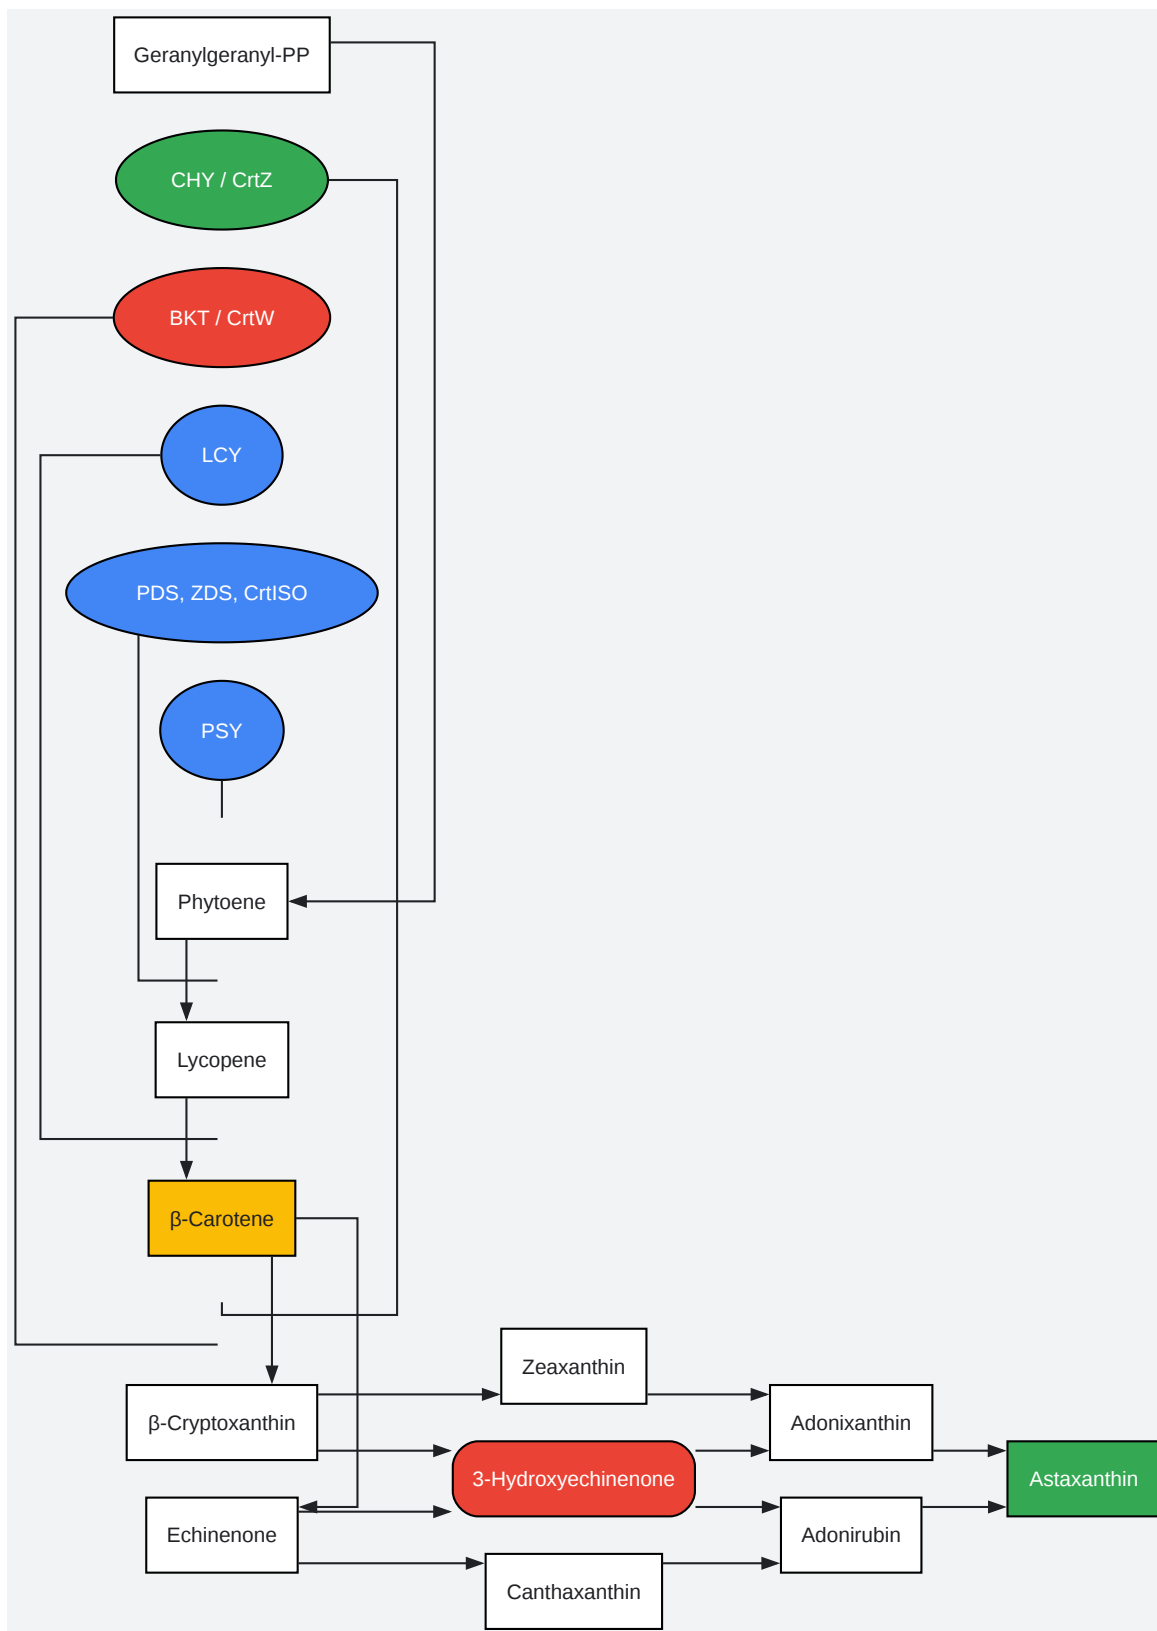 Geranylgeranyl-PP
CHY / CrtZ
BKT / CrtW
LCY
PDS, ZDS, CrtISO
PSY
Phytoene
Lycopene
β-Carotene
Zeaxanthin
β-Cryptoxanthin
Adonixanthin
3-Hydroxyechinenone
Astaxanthin
Echinenone
Adonirubin
Canthaxanthin